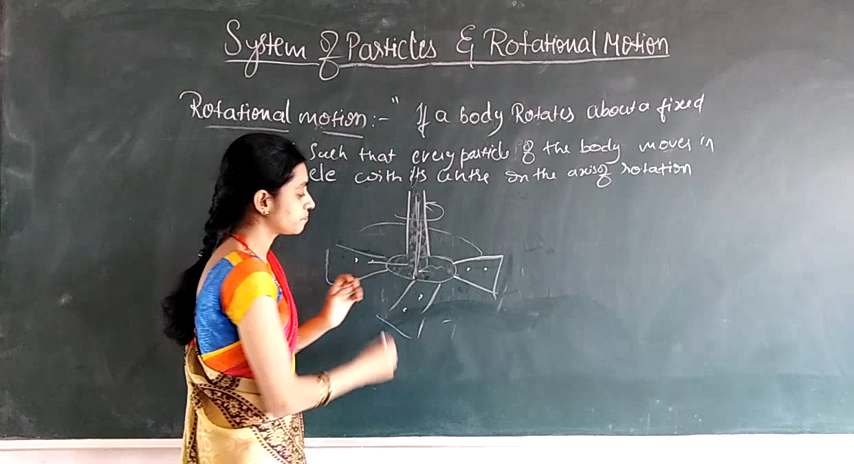 System of Particles & Rotational Motion
Rotational motion:- " If a body Rotates about a fixed
Such that every particle of the body moves in
cle with its centre on the axis of rotation